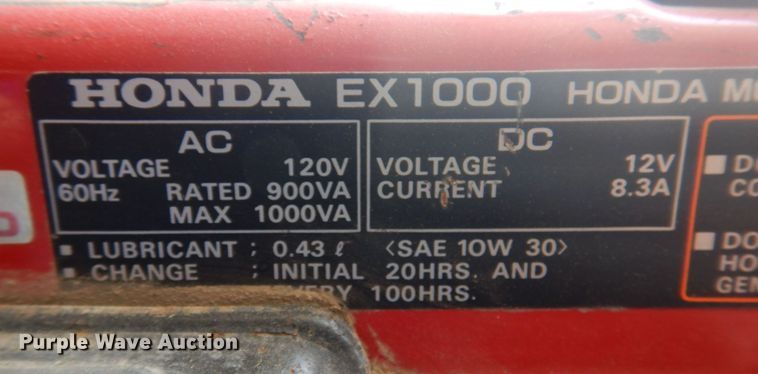 HONDA EX1000 HONDA
AC
VOLTAGE 120V
60Hz RATED 900VA
MAX 1000VA
DC
VOLTAGE 12V
CURRENT 8.3A
▪ LUBRICANT ; 0.43 ℓ <SAE 10W 30>
▪ CHANGE ; INITIAL 20HRS. AND
100HRS.
Purple Wave Auction